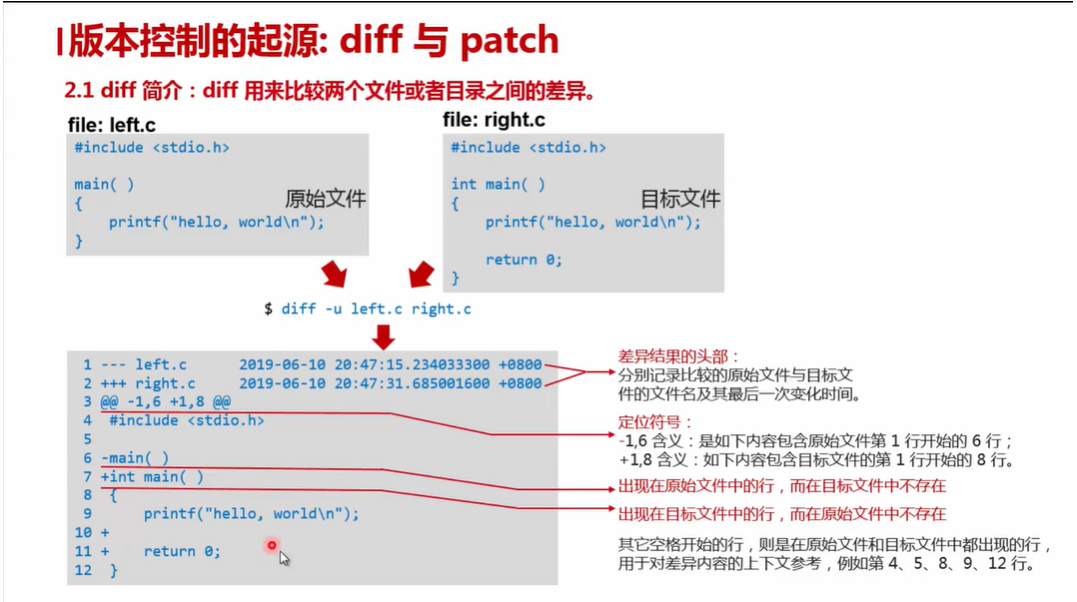 版本控制的起源: diff 与 patch
2.1 diff 简介：diff 用来比较两个文件或者目录之间的差异。
file: left.c
#include <stdio.h>
main( )
{
printf("hello, world\n");
}
原始文件
file: right.c
#include <stdio.h>
int main( )
{
printf("hello, world\n");
return 0;
}
目标文件
$ diff -u left.c right.c
1 --- left.c 2019-06-10 20:47:15.234033300 +0800
2 +++ right.c 2019-06-10 20:47:31.685001600 +0800
3 @@ -1,6 +1,8 @@
4 #include <stdio.h>
5
6 -main( )
7 +int main( )
8 {
9 printf("hello, world\n");
10 +
11 + return 0;
12 }
差异结果的头部：
分别记录比较的原始文件与目标文
件的文件名及其最后一次变化时间。
定位符号：
-1,6 含义：是如下内容包含原始文件第 1 行开始的 6 行；
+1,8 含义：如下内容包含目标文件的第 1 行开始的 8 行。
出现在原始文件中的行，而在目标文件中不存在
出现在目标文件中的行，而在原始文件中不存在
其它空格开始的行，则是在原始文件和目标文件中都出现的行，
用于对差异内容的上下文参考，例如第 4、5、8、9、12 行。